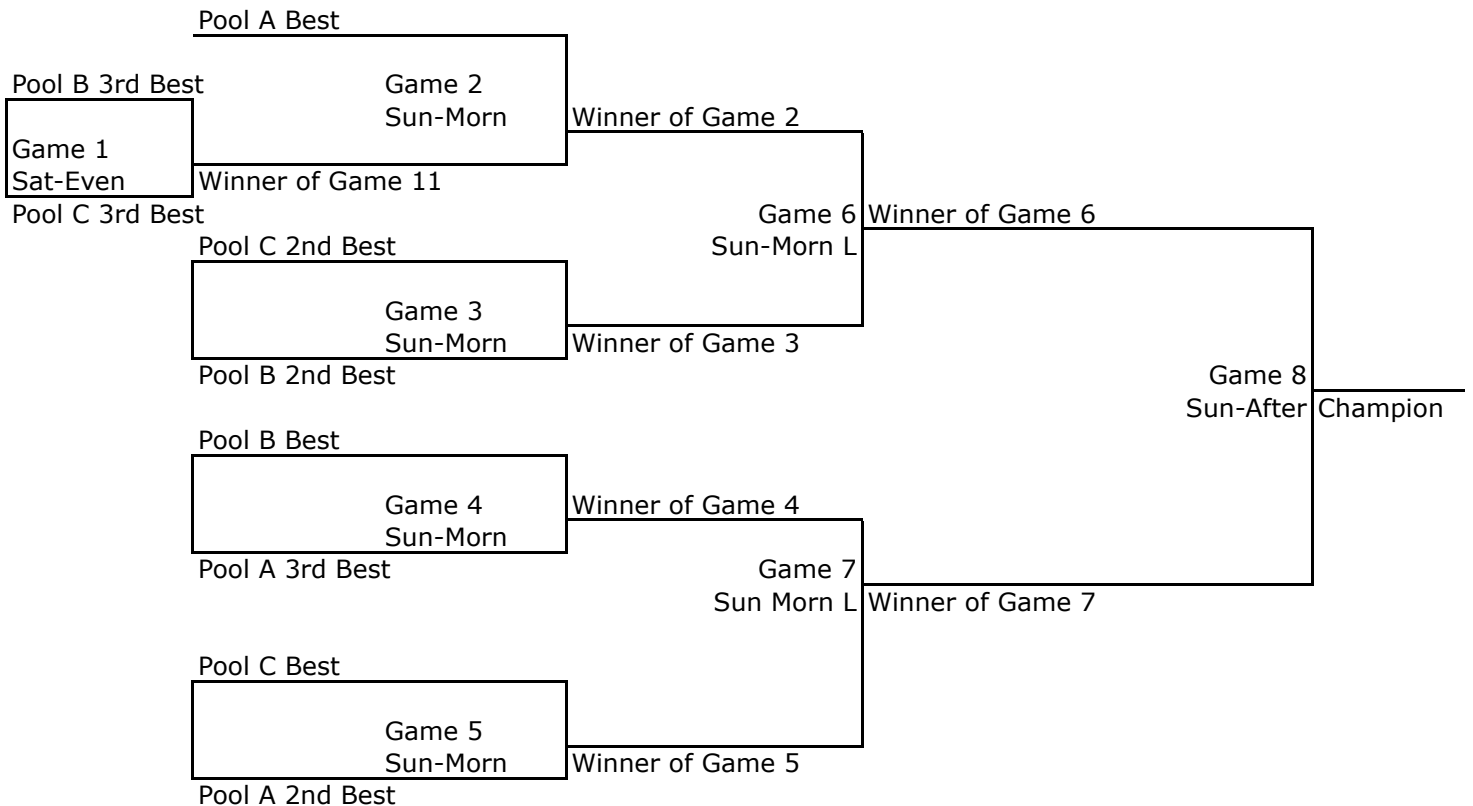 Pool A Best
Pool B 3rd Best
Game 2
Sun-Morn
Winner of Game 2
Game 1
Sat-Even
Winner of Game 11
Pool C 3rd Best
Game 6
Winner of Game 6
Pool C 2nd Best
Sun-Morn L
Game 3
Sun-Morn
Winner of Game 3
Pool B 2nd Best
Game 8
Sun-After
Champion
Pool B Best
Game 4
Winner of Game 4
Sun-Morn
Pool A 3rd Best
Game 7
Sun Morn L
Winner of Game 7
Pool C Best
Game 5
Sun-Morn
Winner of Game 5
Pool A 2nd Best